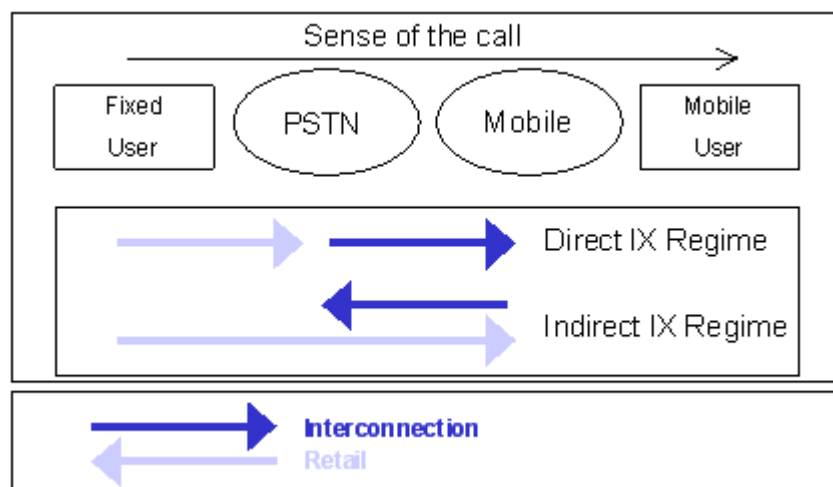 Sense of the call
Fixed
User
PSTN
Mobile
Mobile
User
Direct IX Regime
Indirect IX Regime
Interconnection
Retail